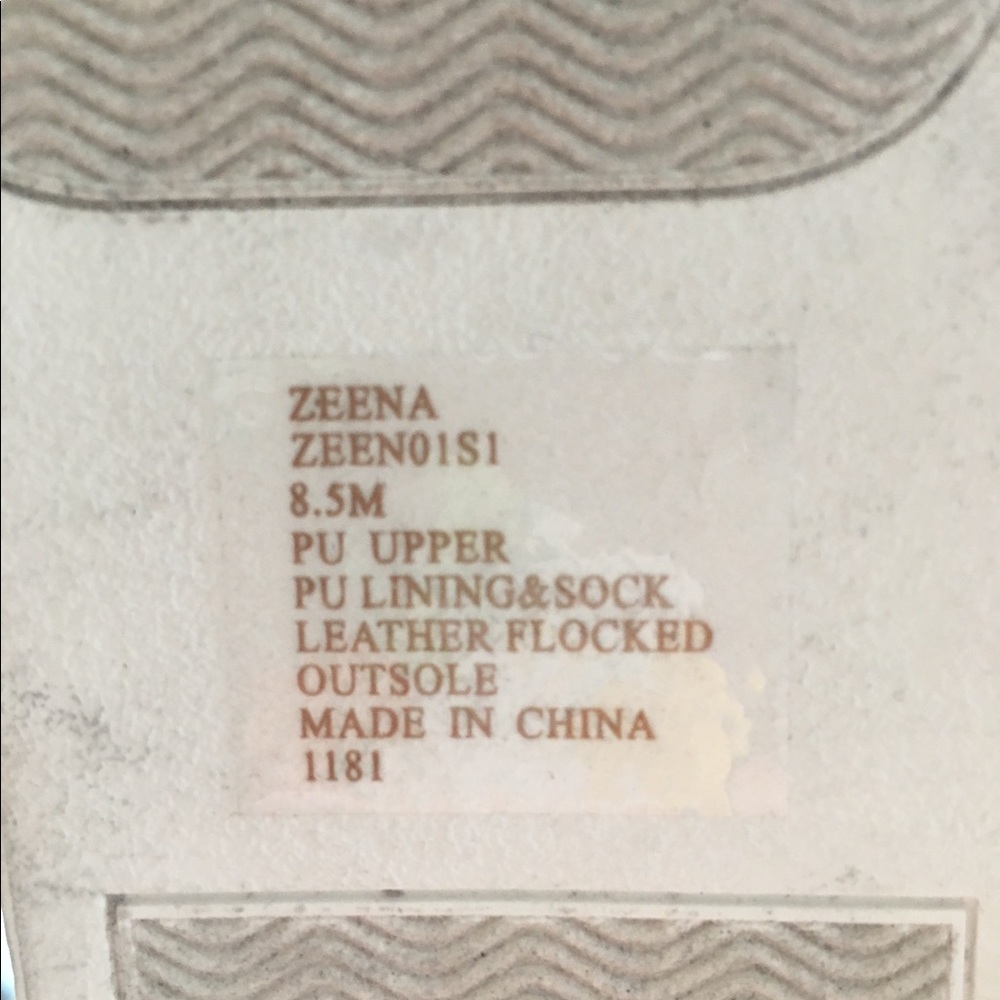 ZEENA
ZEEN01S1
8.5M
PU UPPER
PU LINING&SOCK
LEATHER FLOCKED
OUTSOLE
MADE IN CHINA
1181